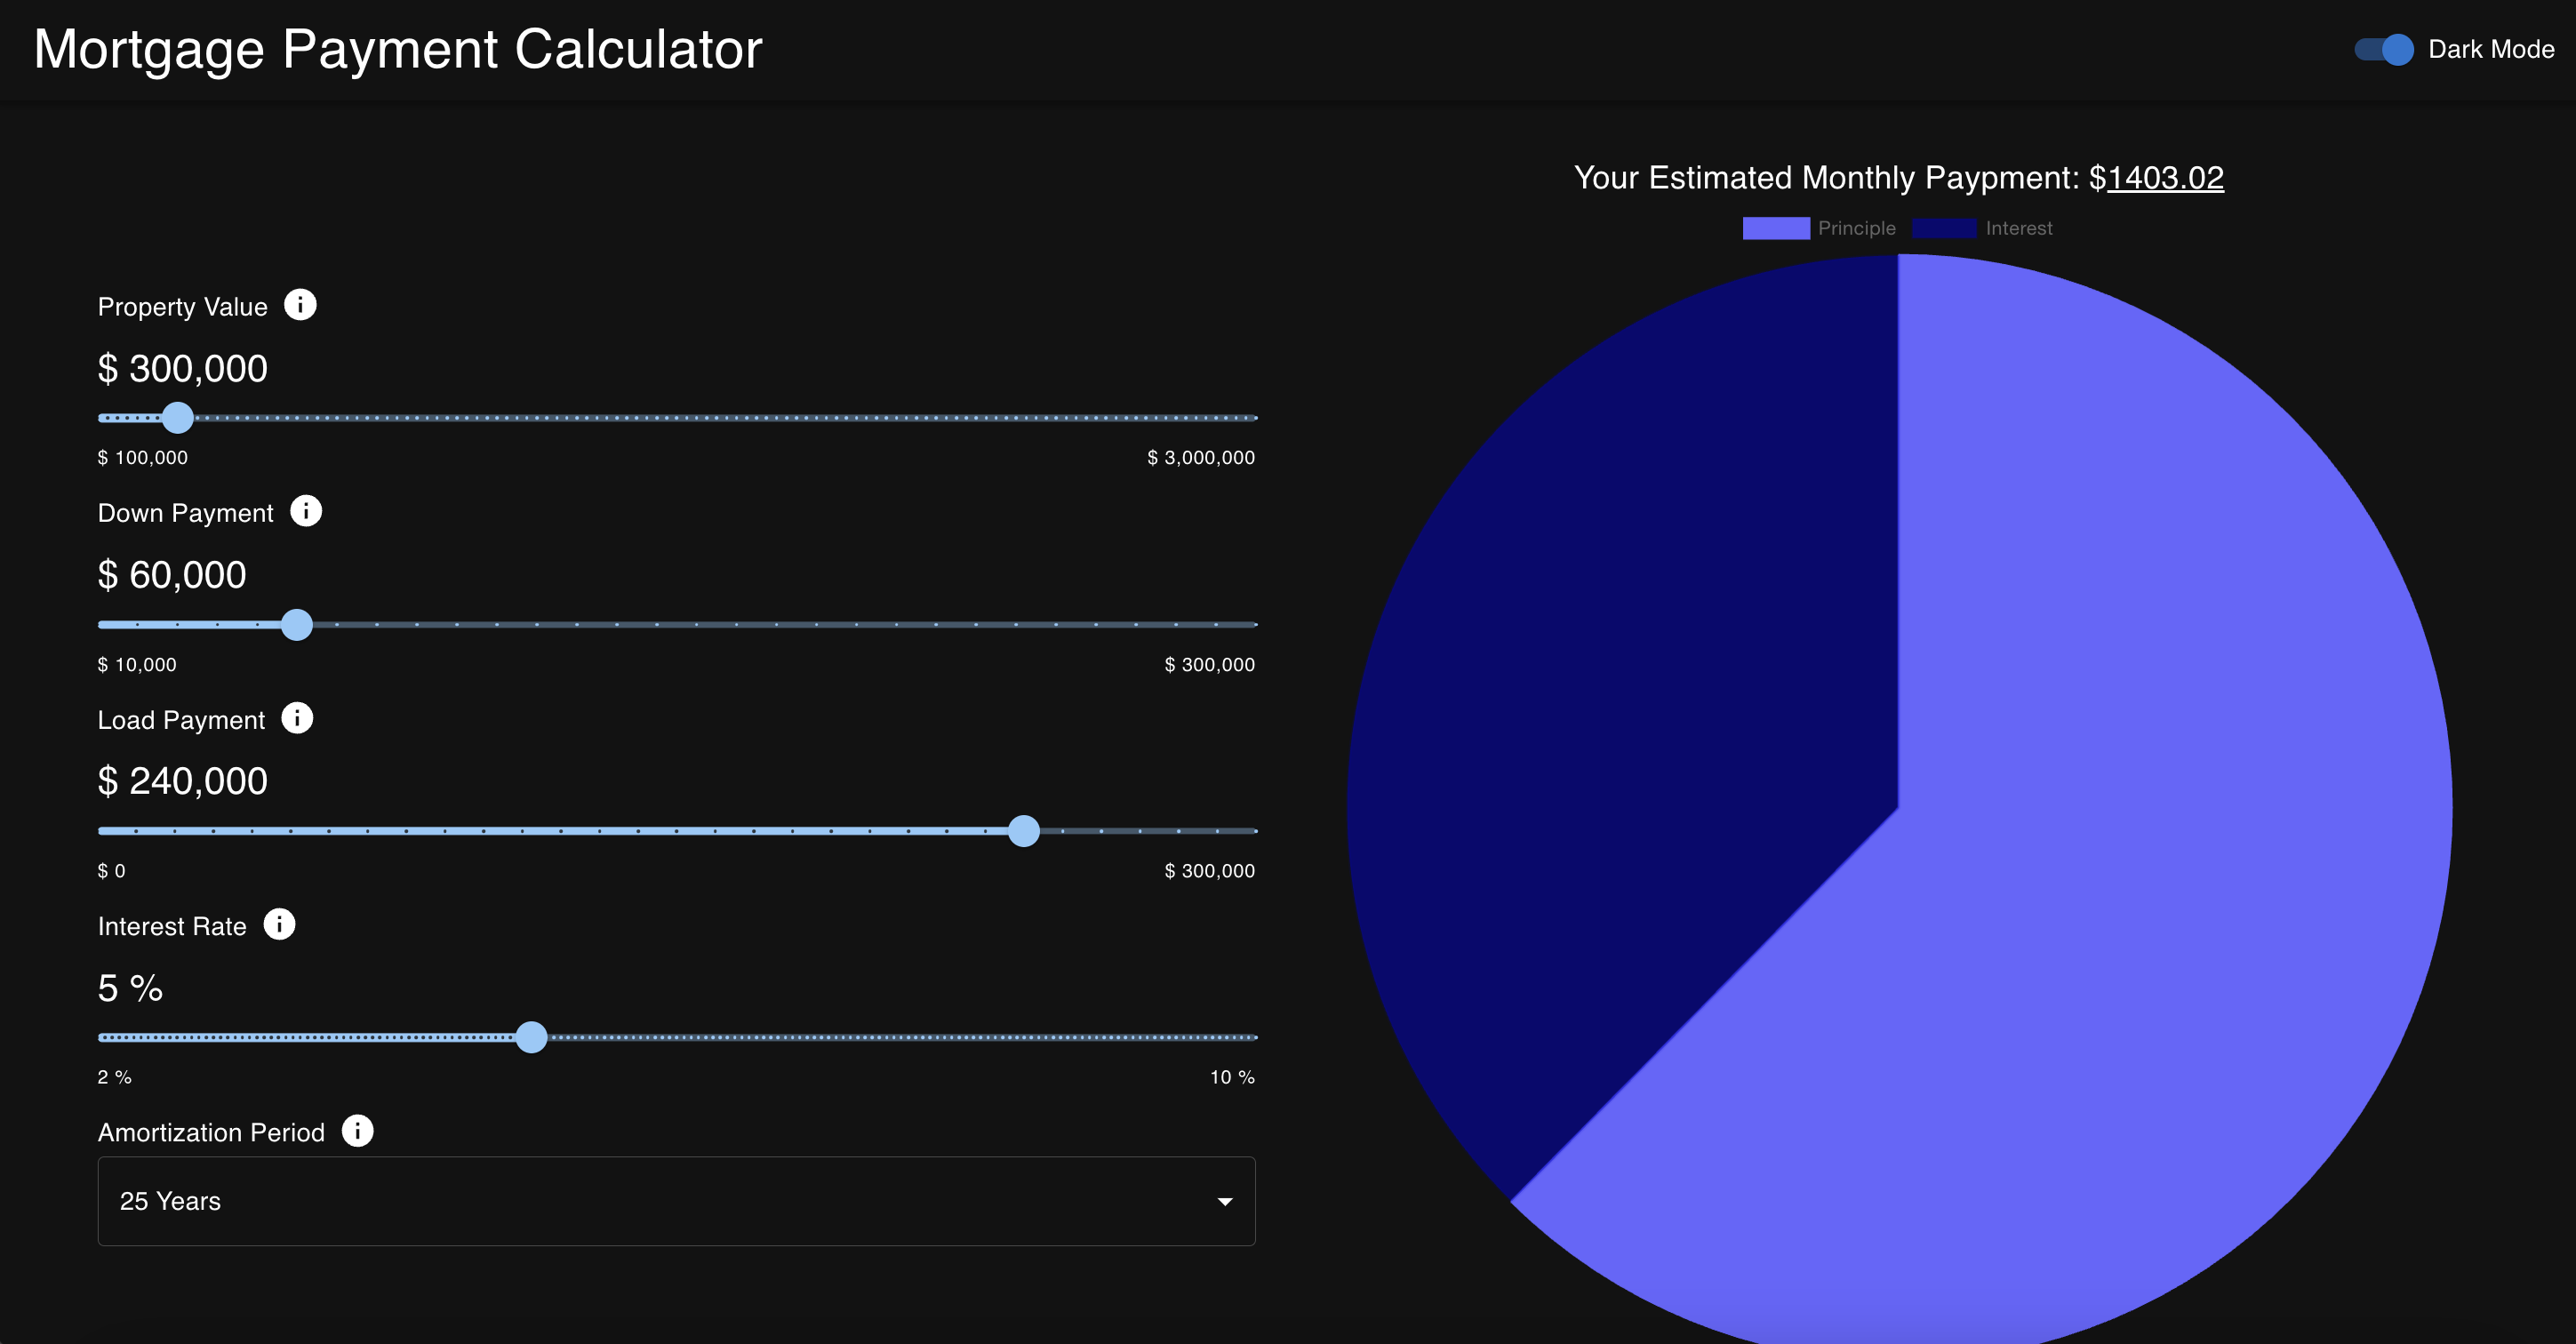 Mortgage Payment Calculator
Dark Mode
Property Value
$ 300,000
$ 100,000 $ 3,000,000
Down Payment
$ 60,000
$ 10,000 $ 300,000
Load Payment
$ 240,000
$ 0 $ 300,000
Interest Rate
5 %
2 % 10 %
Amortization Period
25 Years
Your Estimated Monthly Paypment: $1403.02
Principle Interest